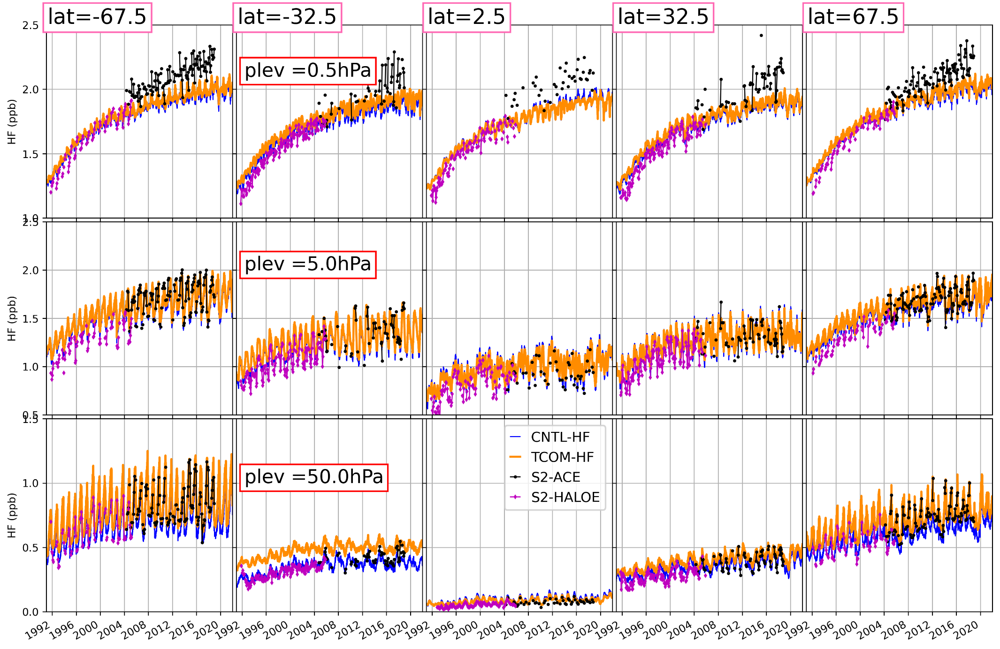 lat=-67.5 lat=-32.5 lat=2.5 lat=32.5 lat=67.5
2.5
plev =0.5hPa
2.0
HF (ppb)
1.5
1.0
2.5
plev =5.0hPa
2.0
HF (ppb)
1.5
1.0
0.5
1.5
CNTL-HF
TCOM-HF
S2-ACE
S2-HALOE
plev =50.0hPa
1.0
HF (ppb)
0.5
0.0
1992 1996 2000 2004 2008 2012 2016 2020 1992 1996 2000 2004 2008 2012 2016 2020 1992 1996 2000 2004 2008 2012 2016 2020 1992 1996 2000 2004 2008 2012 2016 2020 1992 1996 2000 2004 2008 2012 2016 2020